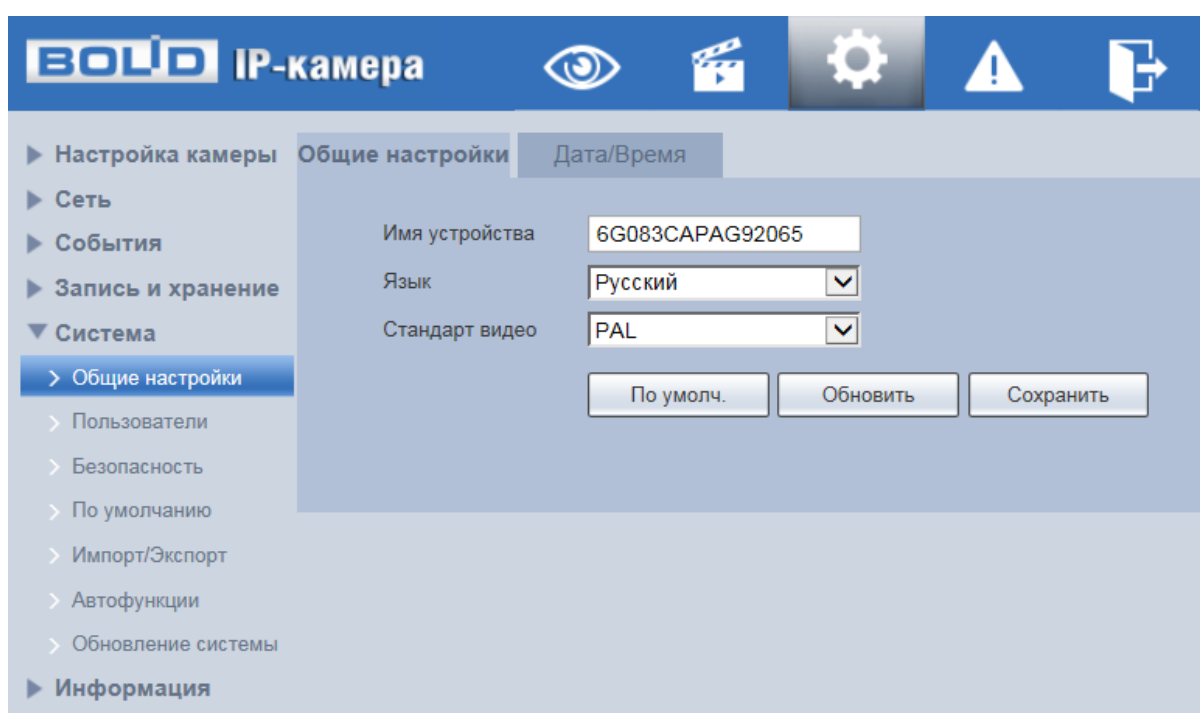 BOLID IP-камера
Настройка камеры
Сеть
События
Запись и хранение
Система
Общие настройки
Пользователи
Безопасность
По умолчанию
Импорт/Экспорт
Автофункции
Обновление системы
Информация
Общие настройки Дата/Время
Имя устройства 6G083CAPAG92065
Язык Русский
Стандарт видео PAL
По умолч. Обновить Сохранить